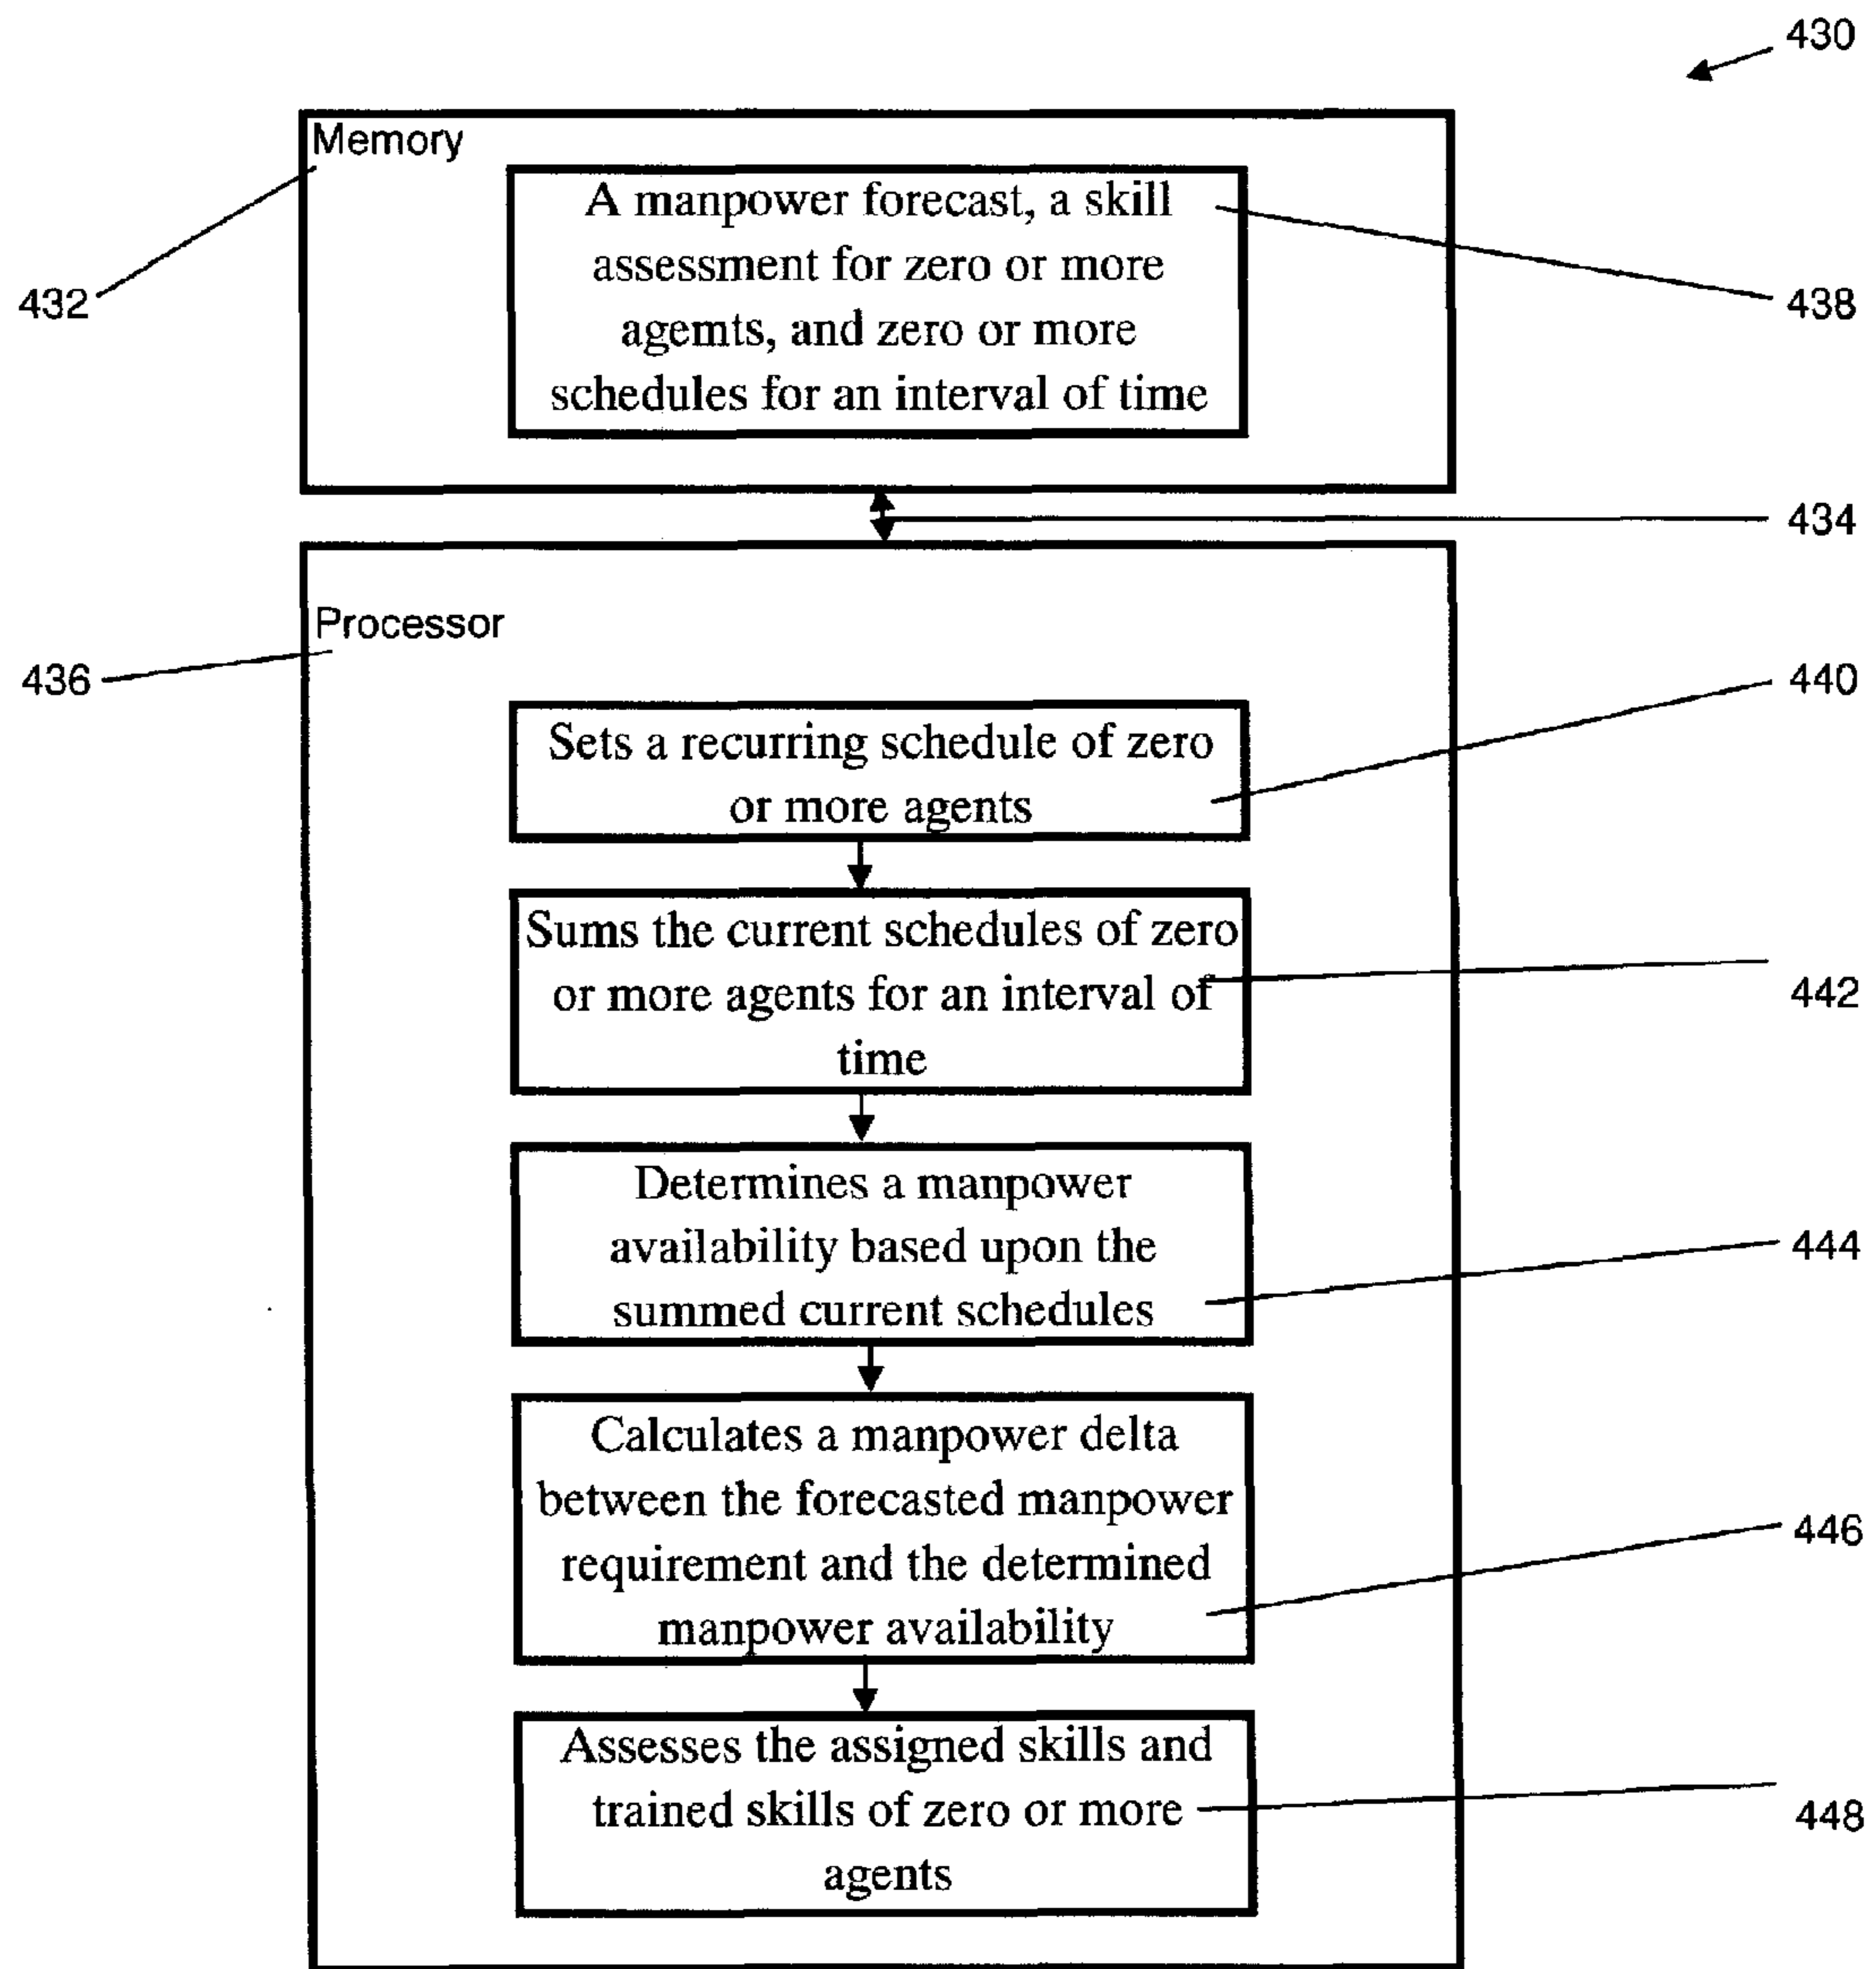 430
Memory
A manpower forecast, a skill
assessment for zero or more
agemts, and zero or more
schedules for an interval of time
432
438
434
Processor
436
440
Sets a recurring schedule of zero
or more agents
Sums the current schedules of zero
or more agents for an interval of
time
442
Determines a manpower
availability based upon the
summed current schedules
444
Calculates a manpower delta
between the forecasted manpower
requirement and the determined
manpower availability
446
Assesses the assigned skills and
trained skills of zero or more
agents
448